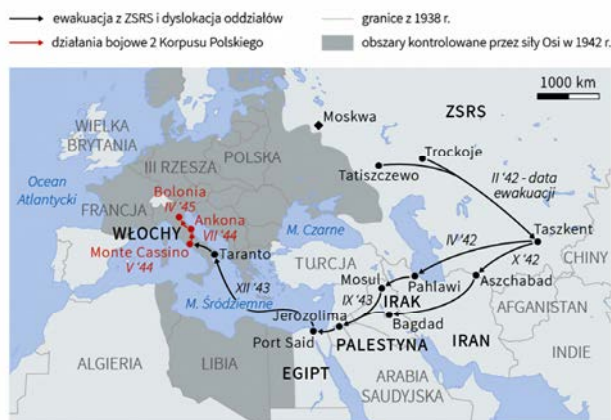 ewakuacja z ZSRS i dyslokacja oddziałów
działania bojowe 2 Korpusu Polskiego
granice z 1938 r.
obszary kontrolowane przez siły Osi w 1942 r.
1000 km
Moskwa
ZSRS
WIELKA
BRYTANIA
POLSKA
III RZESZA
Trockoje
Tatiszczewo
II '42 - data
ewakuacji
Ocean
Atlantycki
Bolonia
IV '45
FRANCJA
Ankona
VII '44
WŁOCHY
Monte Cassino
V '44
Taranto
M. Czarne
Taszkent
IV '42
X '42
CHINY
TURCJA
Mosul
Pahlawi
Aszchabad
XII '43
IX '43
IRAK
AFGANISTAN
M. Śródziemne
Jerozolima
Bagdad
Port Said
PALESTYNA
IRAN
INDIE
ALGIERIA
LIBIA
EGIPT
ARABIA
SAUDYJSKA